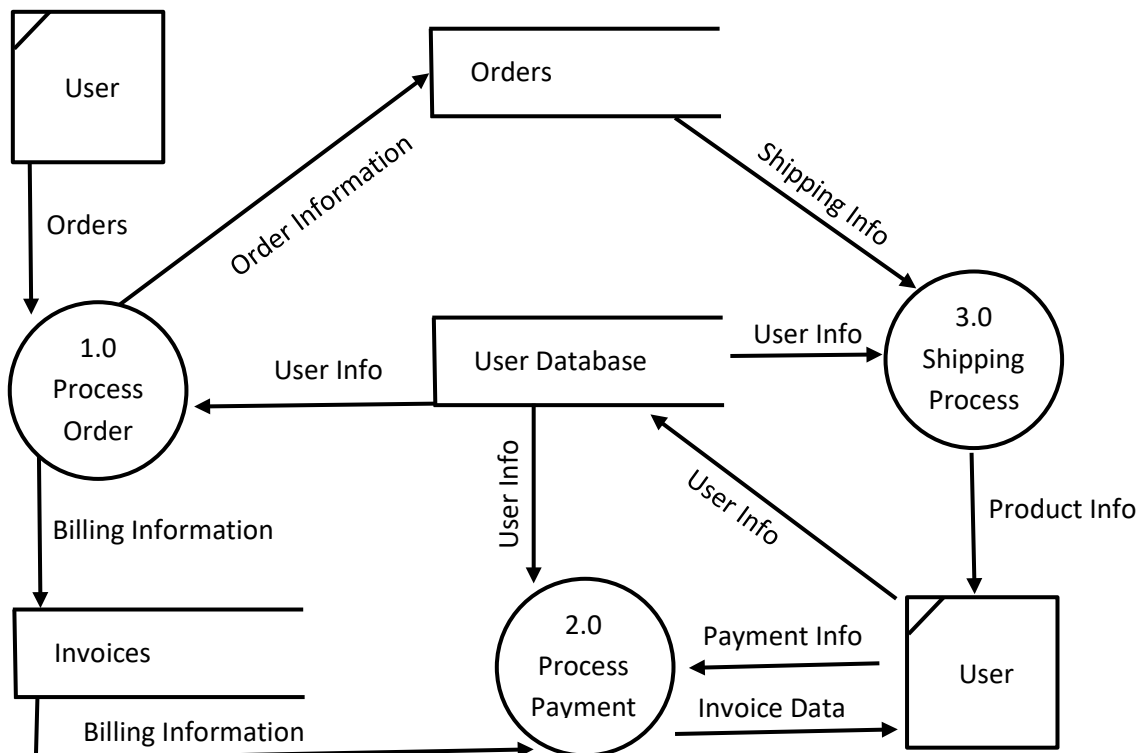 User
Orders
Shipping Info
Order Information
Orders
3.0
Shipping
Process
User Info
User Database
User Info
1.0
Process
Order
User Info
User Info
Product Info
Billing Information
2.0
Process
Payment
Payment Info
User
Invoices
Invoice Data
Billing Information